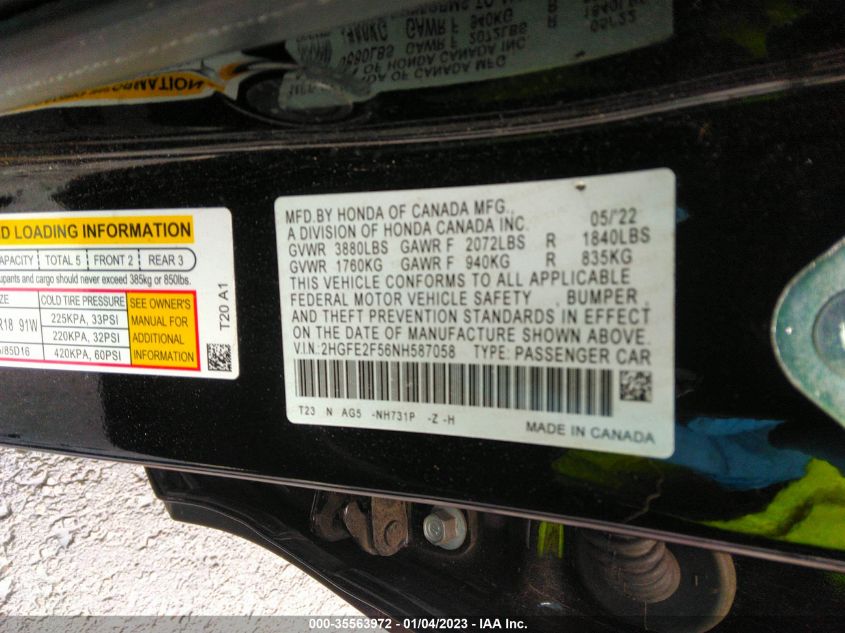 D LOADING INFORMATION
APACITY TOTAL 5 FRONT 2 REAR 3
upants and cargo should never exceed 385kg or 850lbs.
ZE COLD TIRE PRESSURE SEE OWNER'S MANUAL FOR ADDITIONAL INFORMATION
R18 91W 225KPA, 33PSI
220KPA, 32PSI
/85D16 420KPA, 60PSI
T20 A1
MFD.BY HONDA OF CANADA MFG., 05/'22
A DIVISION OF HONDA CANADA INC.
GVWR 3880LBS GAWR F 2072LBS R 1840LBS
GVWR 1760KG GAWR F 940KG R 835KG
THIS VEHICLE CONFORMS TO ALL APPLICABLE
FEDERAL MOTOR VEHICLE SAFETY , BUMPER ,
AND THEFT PREVENTION STANDARDS IN EFFECT
ON THE DATE OF MANUFACTURE SHOWN ABOVE.
V.I.N.:2HGFE2F56NH587058 TYPE: PASSENGER CAR
T23 N AG5 -NH731P -Z -H
MADE IN CANADA
000-35563972 - 01/04/2023 - IAA Inc.